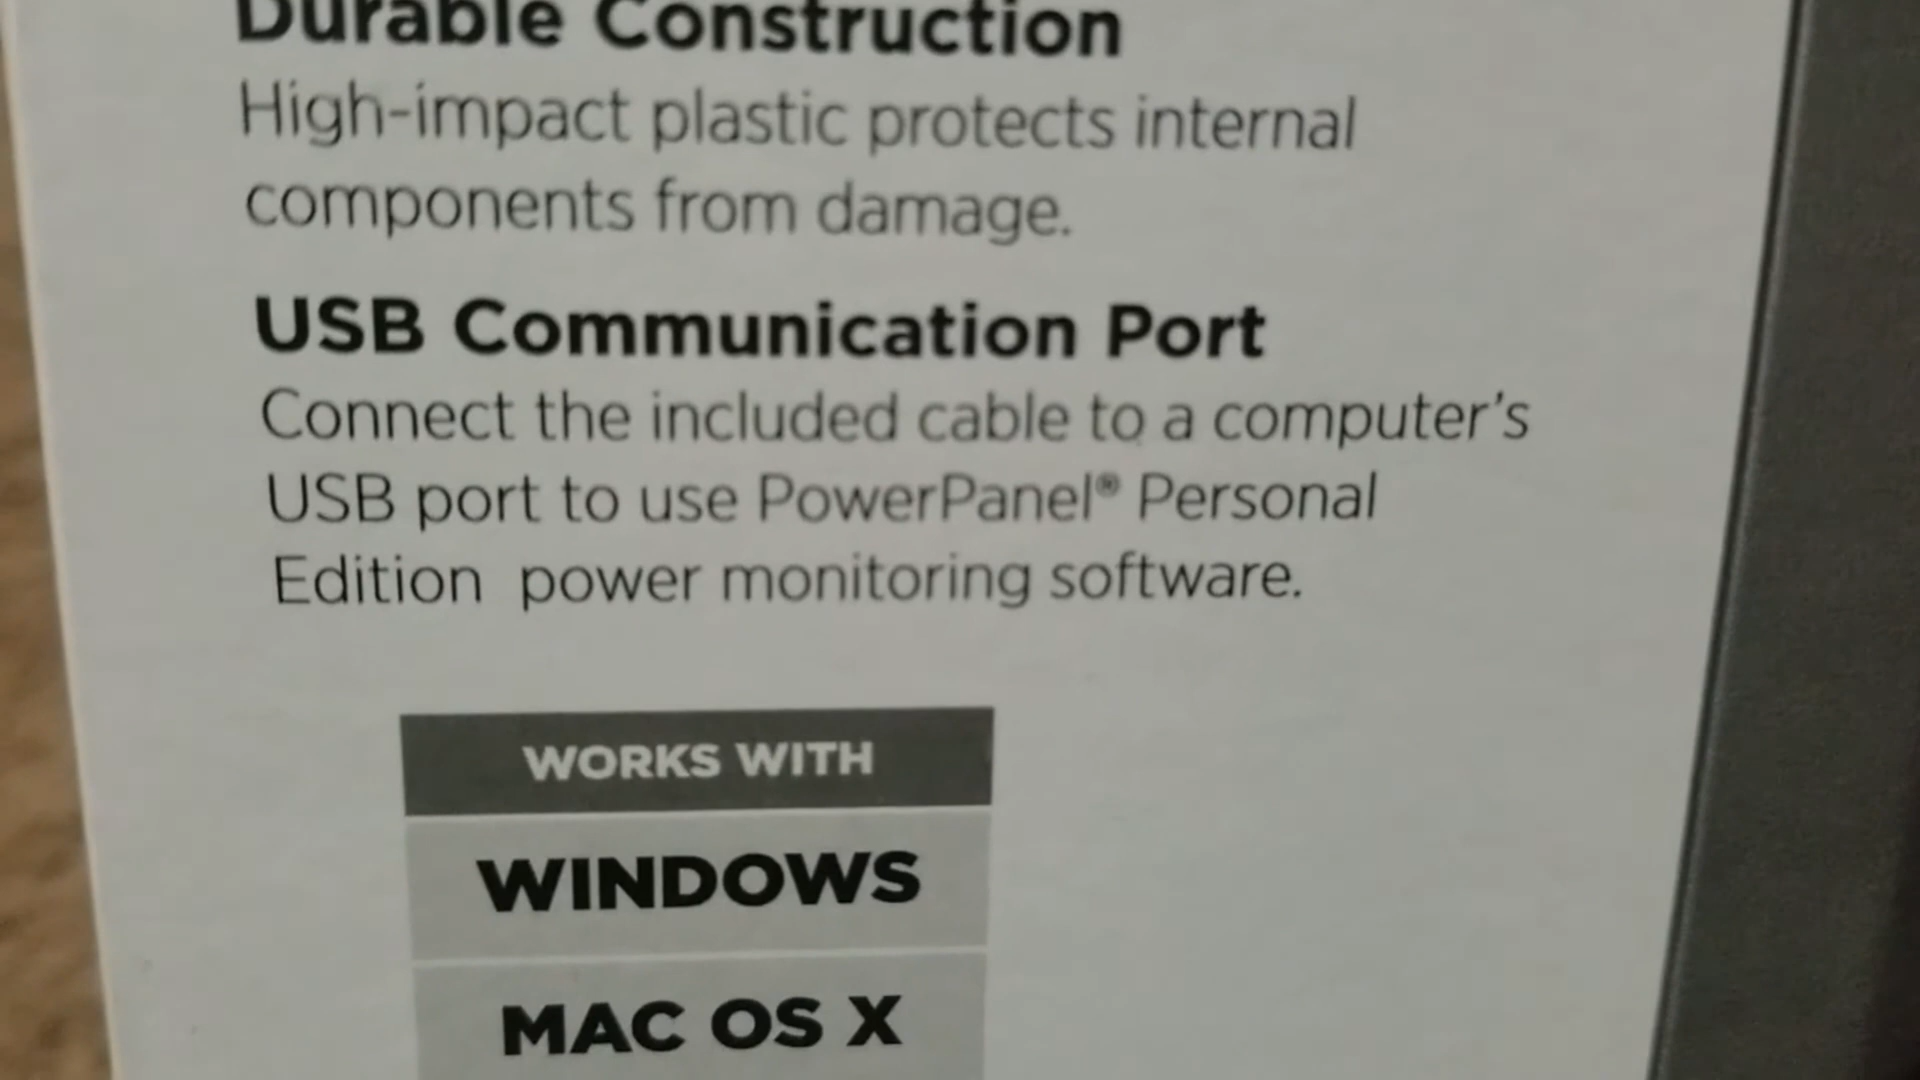 Durable Construction
High-impact plastic protects internal
components from damage.
USB Communication Port
Connect the included cable to a computer's
USB port to use PowerPanel® Personal
Edition power monitoring software.
WORKS WITH
WINDOWS
MAC OS X